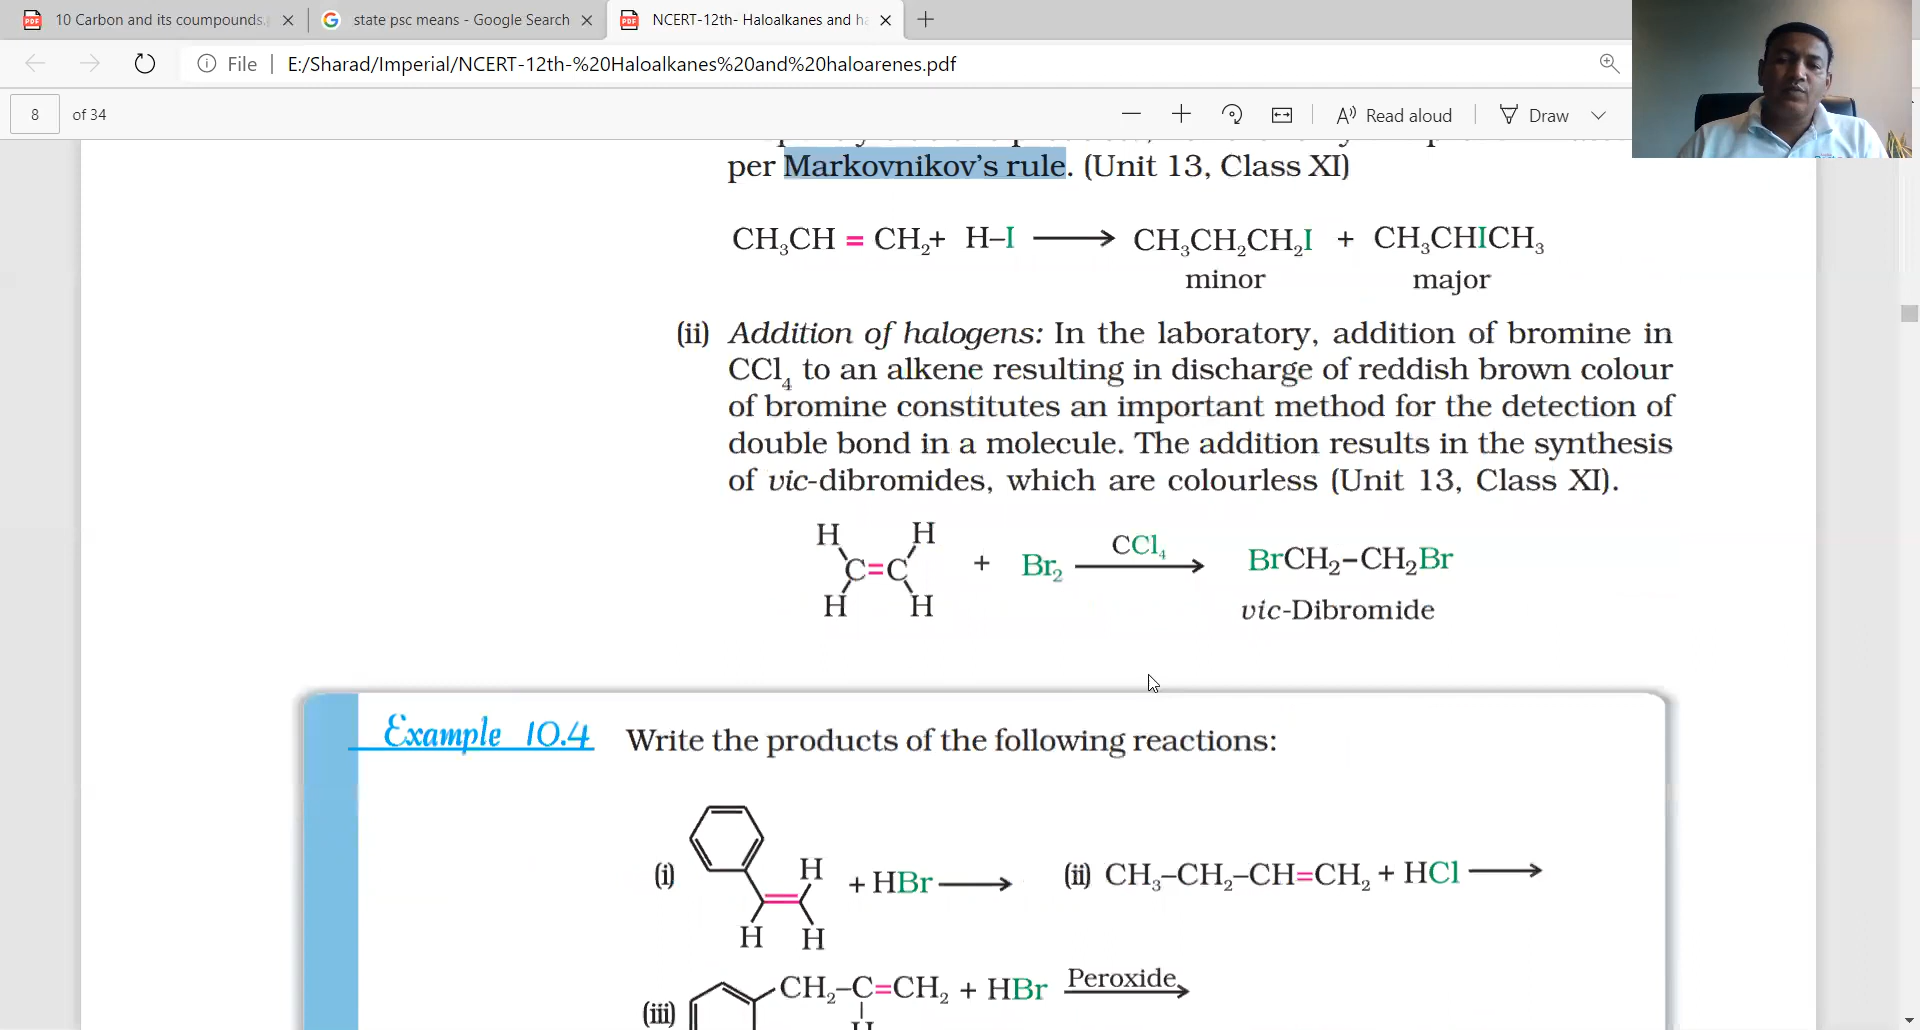 10 Carbon and its coumpounds.
state psc means - Google Search
NCERT-12th- Haloalkanes and ha
File
E:/Sharad/Imperial/NCERT-12th-%20Haloalkanes%20and%20haloarenes.pdf
8 of 34
Read aloud
Draw
per Markovnikov's rule. (Unit 13, Class XI)
CH₃CH = CH₂+ H–I ⟶ CH₃CH₂CH₂I + CH₃CHICH₃
minor major
(ii) Addition of halogens: In the laboratory, addition of bromine in
CCl₄ to an alkene resulting in discharge of reddish brown colour
of bromine constitutes an important method for the detection of
double bond in a molecule. The addition results in the synthesis
of vic-dibromides, which are colourless (Unit 13, Class XI).
H H
C=C + Br₂ CCl₄ ⟶ BrCH₂–CH₂Br
H H
vic-Dibromide
Example 10.4 Write the products of the following reactions:
(i) H + HBr ⟶ (ii) CH₃–CH₂–CH=CH₂ + HCl ⟶
H H
(iii) CH₂–C=CH₂ + HBr Peroxide ⟶
H